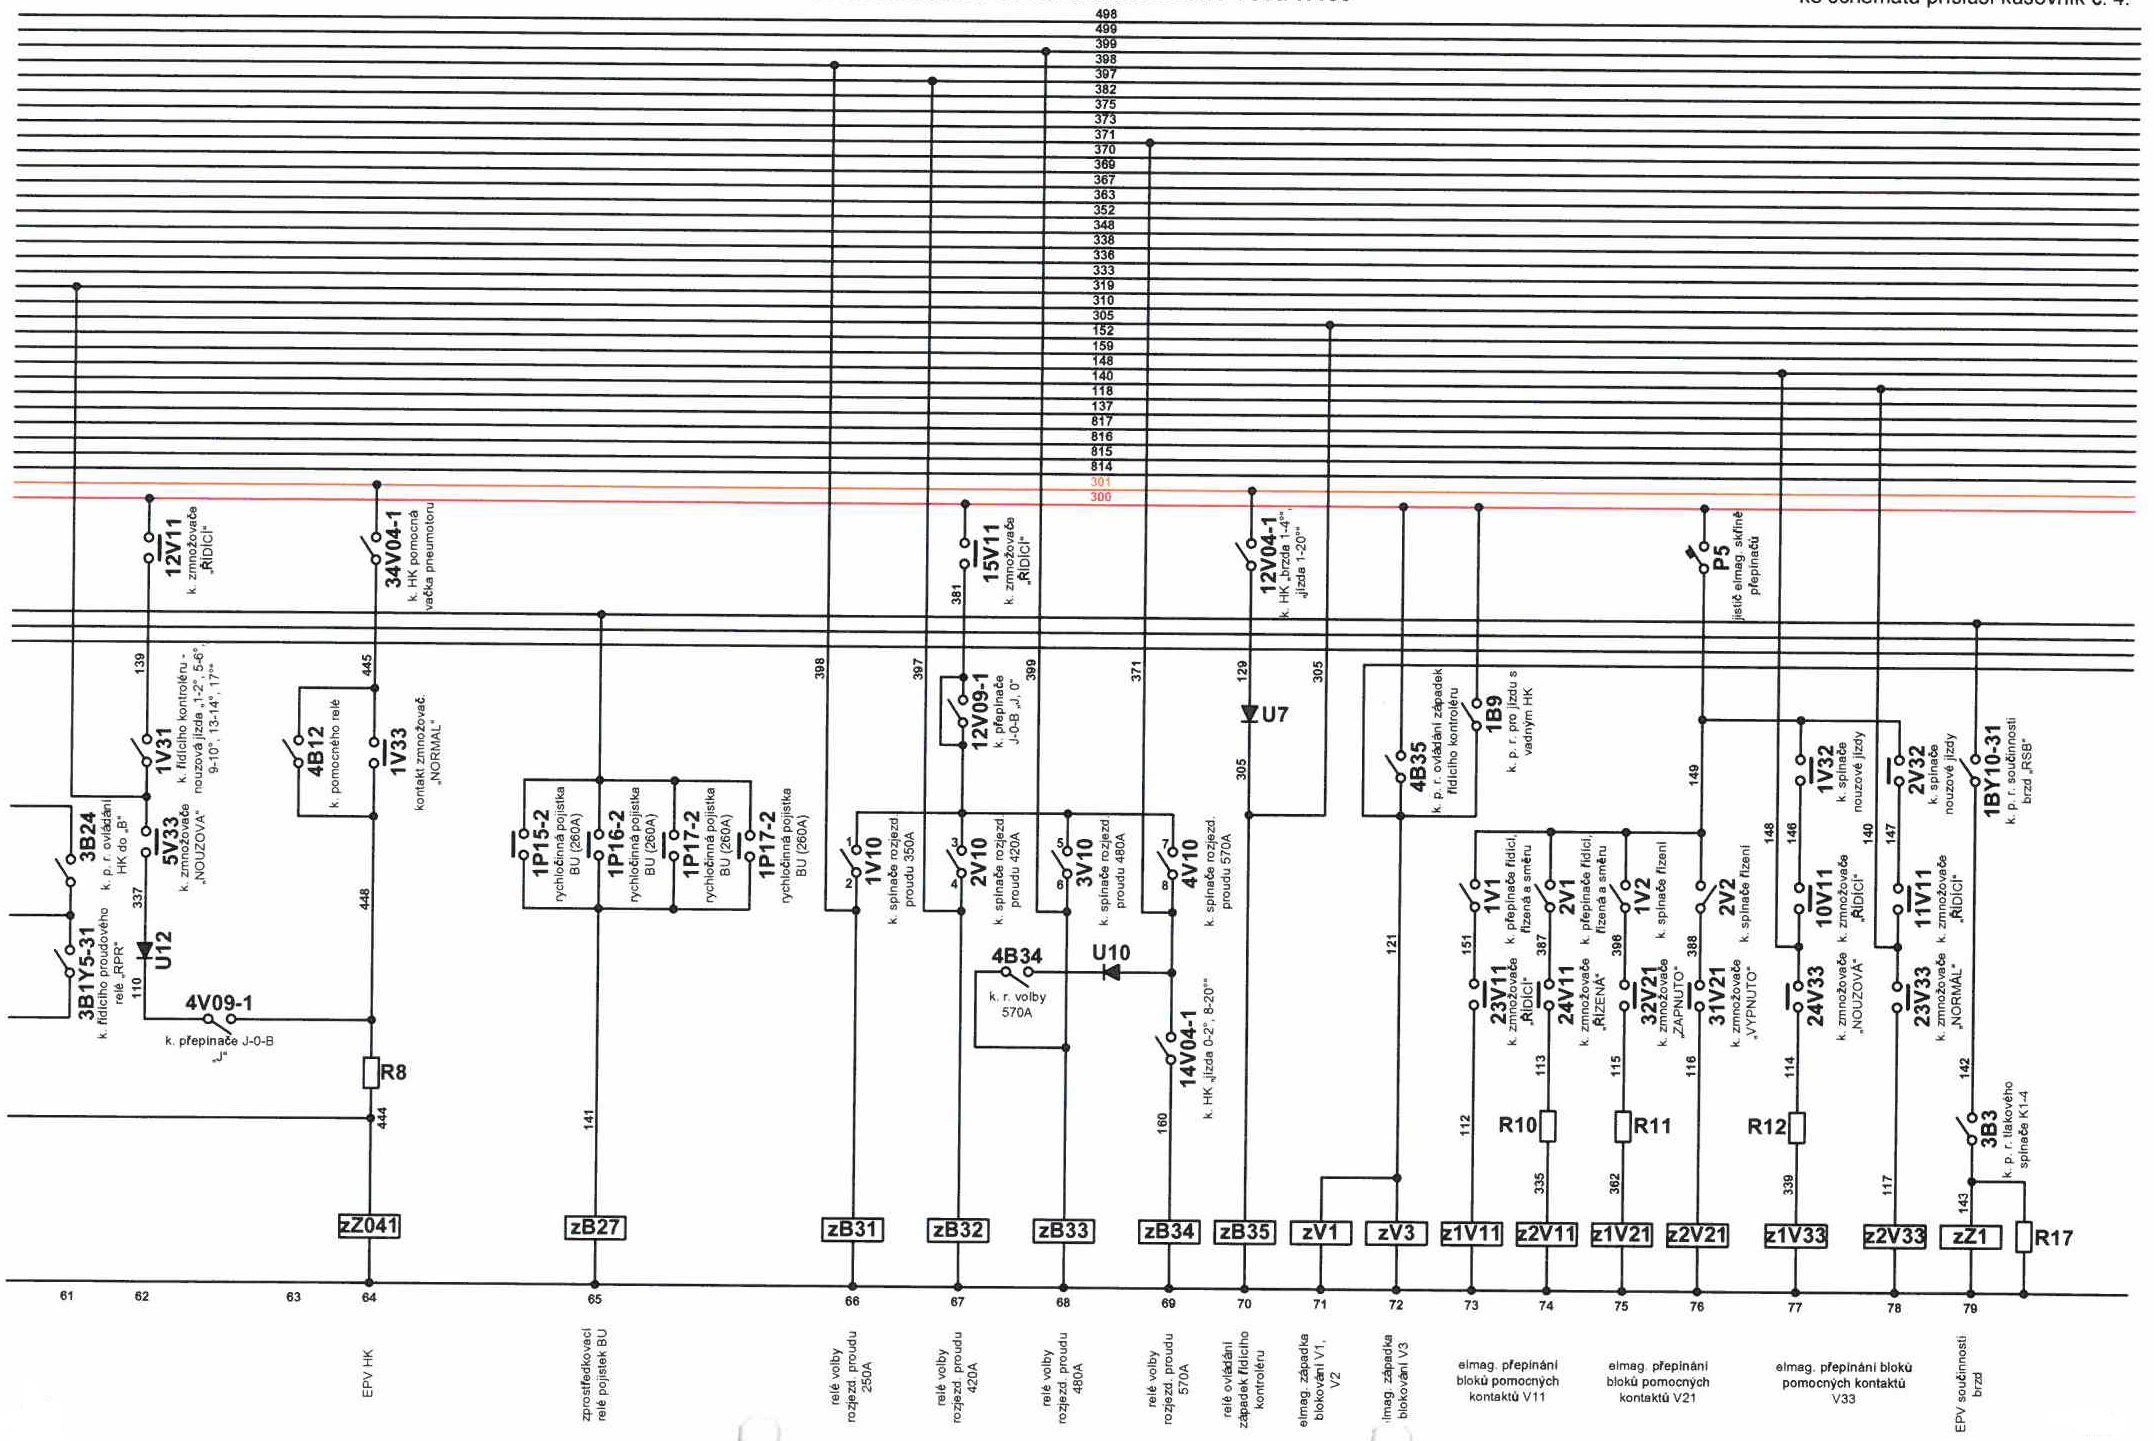 ke schématu přísluší kusovník č. 4.
498
499
399
398
397
382
375
373
371
370
369
367
363
352
348
338
336
333
319
310
305
152
159
148
140
118
137
817
816
815
814
301
300
12V11
k. zmnožovače
„ŘÍDÍCÍ“
34V04-1
k. HK pomocná
vačka pneumotoru
15V11
k. zmnožovače
„ŘÍDÍCÍ“
381
12V04-1
k. HK „brzda 1-4°“,
„jízda 1-20°“
P5
jistič elmag. skříně
přepínačů
139
445
398
397
399
371
129
305
1V31
k. řídícího kontroléru -
nouzová jízda „1-2°, 5-6°,
9-10°, 13-14°, 17°“
4B12
k. pomocného relé
1V33
kontakt zmnožovač.
„NORMÁL“
12V09-1
k. přepínače
J-0-B „J, 0“
U7
305
4B35
k. p. r. ovládání západek
řídícího kontroléru
1B9
k. p. r. pro jízdu s
vadným HK
149
148
146
1V32
k. spínače
nouzové jízdy
140
147
2V32
k. spínače
nouzové jízdy
1BY10-31
k. p. r. součinnosti
brzd „RSB“
3B24
k. p. r. ovládání
HK do „B“
5V33
k. zmnožovače
„NOUZOVÁ“
337
448
1P15-2
rychločinná pojistka
BU (260A)
1P16-2
rychločinná pojistka
BU (260A)
1P17-2
rychločinná pojistka
BU (260A)
1P17-2
rychločinná pojistka
BU (260A)
1
2
1V10
k. spínače rozjezd.
proudu 350A
3
4
2V10
k. spínače rozjezd.
proudu 420A
5
6
3V10
k. spínače rozjezd.
proudu 480A
7
8
4V10
k. spínače rozjezd.
proudu 570A
1V1
k. přepínače řídící,
řízená a směru
2V1
k. přepínače řídící,
řízená a směru
1V2
k. spínače řízení
2V2
k. spínače řízení
10V11
k. zmnožovače
„ŘÍDÍCÍ“
11V11
k. zmnožovače
„ŘÍDÍCÍ“
3B1Y5-31
k. řídícího proudového
relé „RPR“
U12
110
4V09-1
k. přepínače J-0-B
„J“
4B34
k. r. volby
570A
U10
14V04-1
k. HK „jízda 0-2°, 8-20°“
121
151
387
396
388
23V11
k. zmnožovače
„ŘÍDÍCÍ“
24V11
k. zmnožovače
„ŘÍZENÁ“
32V21
k. zmnožovače
„ZAPNUTO“
31V21
k. zmnožovače
„VYPNUTO“
24V33
k. zmnožovače
„NOUZOVÁ“
23V33
k. zmnožovače
„NORMÁL“
R8
444
141
160
112
113
115
116
114
117
142
R10
R11
R12
335
362
339
3B3
k. p. r. tlakového
spínače K1-4
143
zZ041
zB27
zB31
zB32
zB33
zB34
zB35
zV1
zV3
z1V11
z2V11
z1V21
z2V21
z1V33
z2V33
zZ1
R17
61
62
63
64
65
66
67
68
69
70
71
72
73
74
75
76
77
78
79
EPV HK
zprostředkovací
relé pojistek BU
relé volby
rozjezd. proudu
250A
relé volby
rozjezd. proudu
420A
relé volby
rozjezd. proudu
480A
relé volby
rozjezd. proudu
570A
relé ovládání
západek řídícího
kontroléru
elmag. západka
blokování V1,
V2
elmag. západka
blokování V3
elmag. přepínání
bloků pomocných
kontaktů V11
elmag. přepínání
bloků pomocných
kontaktů V21
elmag. přepínání bloků
pomocných kontaktů
V33
EPV součinnosti
brzd